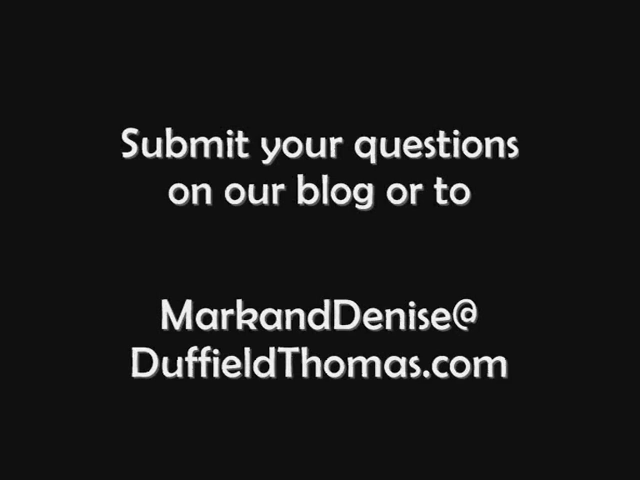 Submit your questions
on our blog or to
MarkandDenise@
DuffieldThomas.com